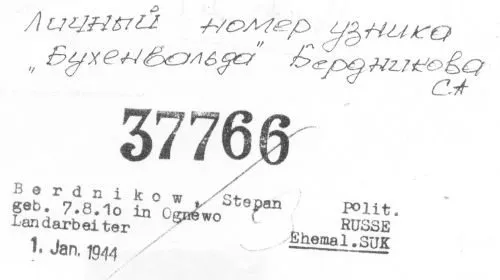 Личный номер узника
„Бухенвальда" Бердникова
С.А
37766
Berdnikow, Stepan
geb. 7.8.1o in Ognewo
Landarbeiter
1. Jan. 1944
Polit.
RUSSE
Ehemal.SUK